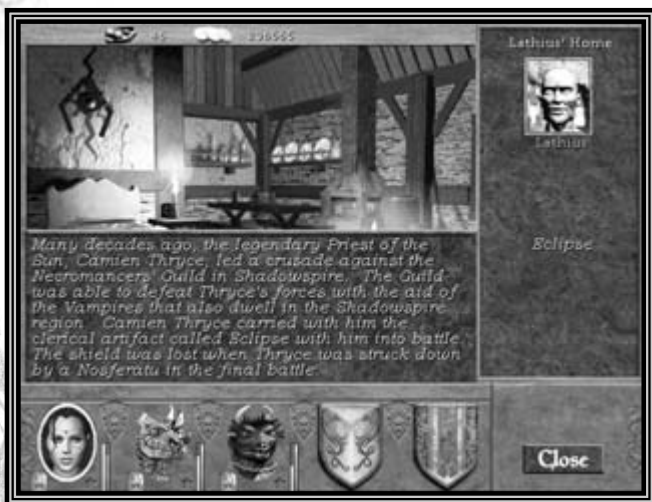 Lathius' Home
Lathius
Many decades ago, the legendary Priest of the
Sun, Camien Thryce, led a crusade against the
Necromancers' Guild in Shadowspire. The Guild
was able to defeat Thryce's forces with the aid of
the Vampires that also dwell in the Shadowspire
region. Camien Thryce carried with him the
clerical artifact called Eclipse with him into battle.
The shield was lost when Thryce was struck down
by a Nosferatu in the final battle.
Eclipse
Close